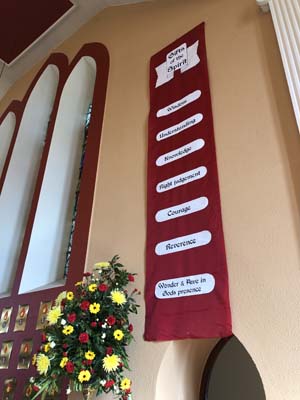 Gifts
of the
Spirit
Wisdom
Understanding
Knowledge
Right judgement
Courage
Reverence
Wonder & Awe in
Gods presence